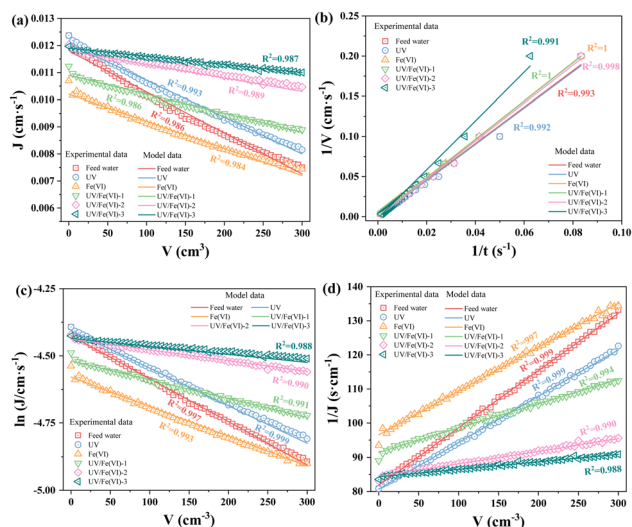 (a)
0.013
0.012
0.011
0.010
0.009
0.008
0.007
0.006
J (cm·s⁻¹)
R²=0.987
R²=0.989
R²=0.993
R²=0.986
R²=0.986
R²=0.984
Experimental data
Feed water
UV
Fe(VI)
UV/Fe(VI)-1
UV/Fe(VI)-2
UV/Fe(VI)-3
Model data
Feed water
UV
Fe(VI)
UV/Fe(VI)-1
UV/Fe(VI)-2
UV/Fe(VI)-3
0 50 100 150 200 250 300
V (cm³)
(b)
0.25
0.20
0.15
0.10
0.05
0.00
1/V (cm·s⁻¹)
Experimental data
Feed water
UV
Fe(VI)
UV/Fe(VI)-1
UV/Fe(VI)-2
UV/Fe(VI)-3
R²=0.991
R²=1
R²=1
R²=0.998
R²=0.993
R²=0.992
Model data
Feed water
UV
Fe(VI)
UV/Fe(VI)-1
UV/Fe(VI)-2
UV/Fe(VI)-3
0.00 0.02 0.04 0.06 0.08 0.10
1/t (s⁻¹)
(c)
-4.25
-4.50
-4.75
-5.00
ln (J/cm·s⁻¹)
Model data
Feed water
UV
Fe(VI)
UV/Fe(VI)-1
UV/Fe(VI)-2
UV/Fe(VI)-3
R²=0.988
R²=0.990
R²=0.991
R²=0.997
R²=0.999
R²=0.993
Experimental data
Feed water
UV
Fe(VI)
UV/Fe(VI)-1
UV/Fe(VI)-2
UV/Fe(VI)-3
0 50 100 150 200 250 300
V (cm⁻³)
(d)
140
130
120
110
100
90
80
1/J (s·cm⁻¹)
Experimental data
Feed water
UV
Fe(VI)
UV/Fe(VI)-1
UV/Fe(VI)-2
UV/Fe(VI)-3
Model data
Feed water
UV
Fe(VI)
UV/Fe(VI)-1
UV/Fe(VI)-2
UV/Fe(VI)-3
R²=997
R²=0.999
R²=0.999
R²=0.994
R²=0.990
R²=0.988
0 50 100 150 200 250 300
V (cm⁻³)